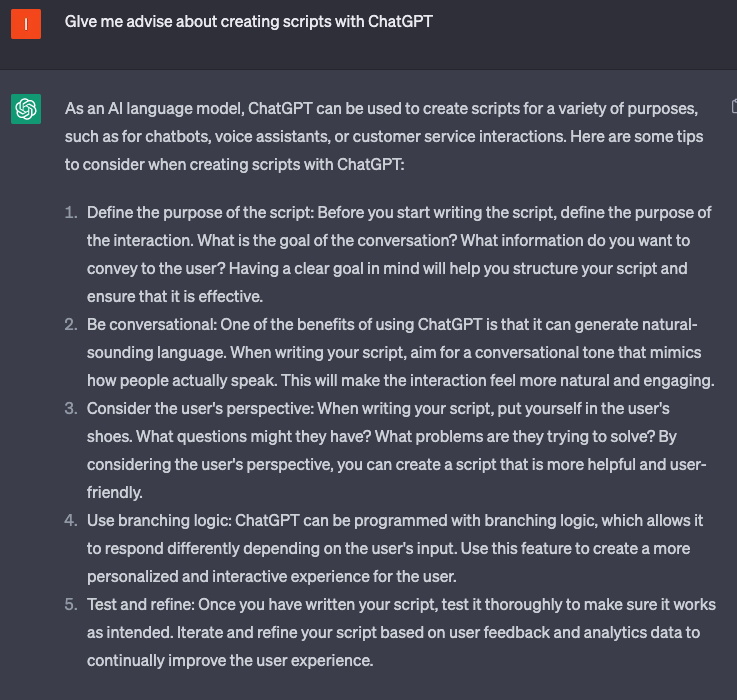 I
GIve me advise about creating scripts with ChatGPT
As an AI language model, ChatGPT can be used to create scripts for a variety of purposes,
such as for chatbots, voice assistants, or customer service interactions. Here are some tips
to consider when creating scripts with ChatGPT:
1. Define the purpose of the script: Before you start writing the script, define the purpose of
the interaction. What is the goal of the conversation? What information do you want to
convey to the user? Having a clear goal in mind will help you structure your script and
ensure that it is effective.
2. Be conversational: One of the benefits of using ChatGPT is that it can generate natural-
sounding language. When writing your script, aim for a conversational tone that mimics
how people actually speak. This will make the interaction feel more natural and engaging.
3. Consider the user's perspective: When writing your script, put yourself in the user's
shoes. What questions might they have? What problems are they trying to solve? By
considering the user's perspective, you can create a script that is more helpful and user-
friendly.
4. Use branching logic: ChatGPT can be programmed with branching logic, which allows it
to respond differently depending on the user's input. Use this feature to create a more
personalized and interactive experience for the user.
5. Test and refine: Once you have written your script, test it thoroughly to make sure it works
as intended. Iterate and refine your script based on user feedback and analytics data to
continually improve the user experience.